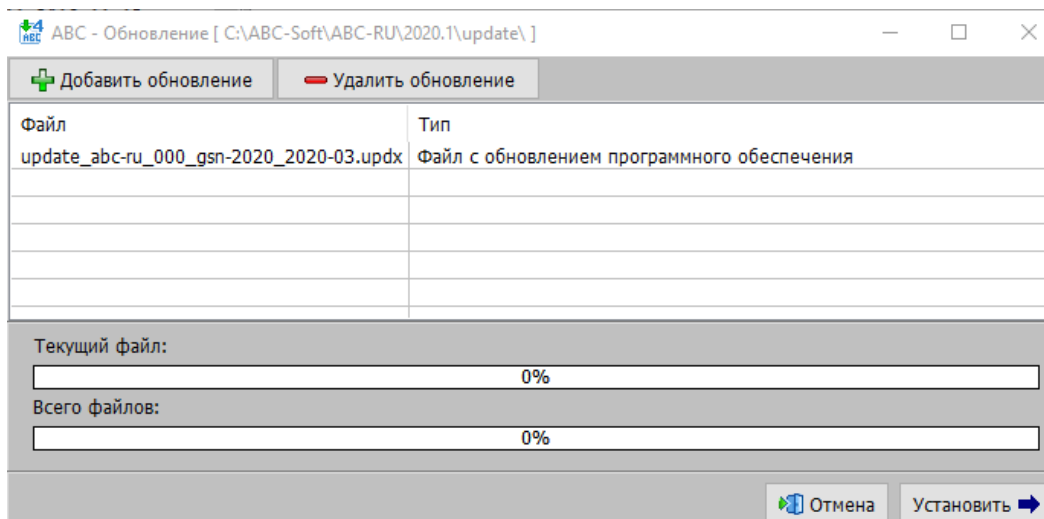 АВС - Обновление [ C:\ABC-Soft\ABC-RU\2020.1\update\ ]
Добавить обновление Удалить обновление
Файл Тип
update_abc-ru_000_gsn-2020_2020-03.updx Файл с обновлением программного обеспечения
Текущий файл:
0%
Всего файлов:
0%
Отмена Установить